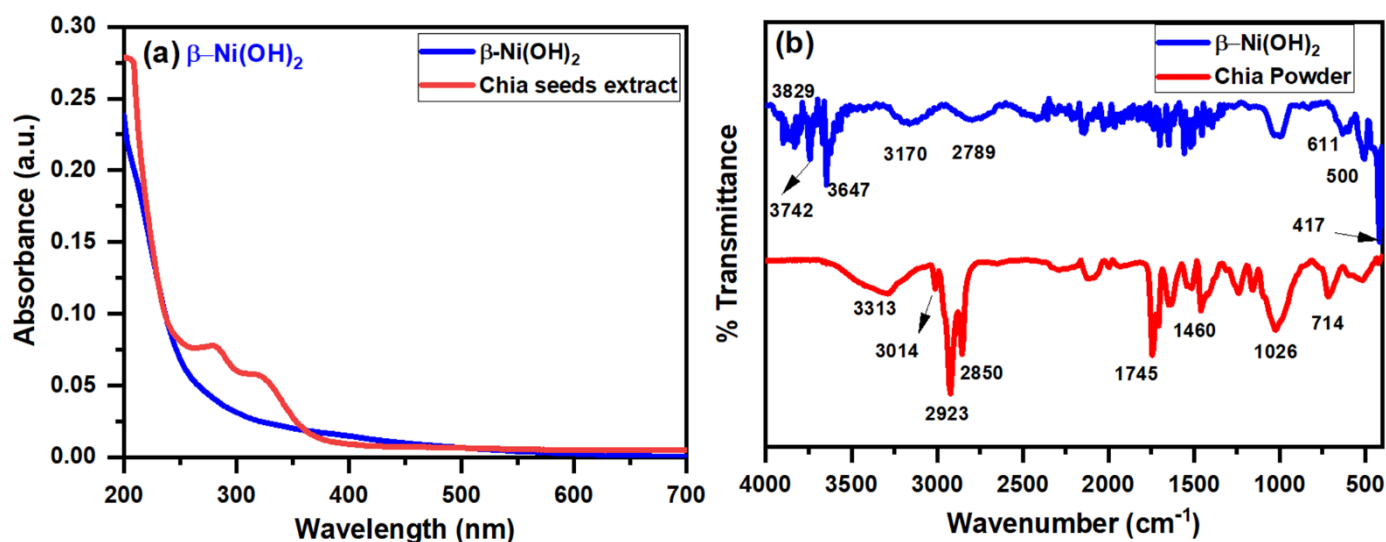 (a) β–Ni(OH)₂
β-Ni(OH)₂
Chia seeds extract
0.30
0.25
0.20
0.15
0.10
0.05
0.00
Absorbance (a.u.)
200 300 400 500 600 700
Wavelength (nm)
(b)
β–Ni(OH)₂
Chia Powder
3829
3742
3647
3170
2789
611
500
417
3313
3014
2923
2850
1745
1460
1026
714
% Transmittance
4000 3500 3000 2500 2000 1500 1000 500
Wavenumber (cm⁻¹)